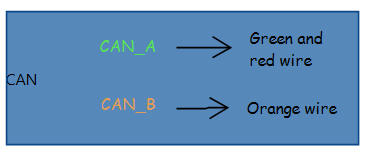 CAN_A
Green and
red wire
CAN
CAN_B
Orange wire